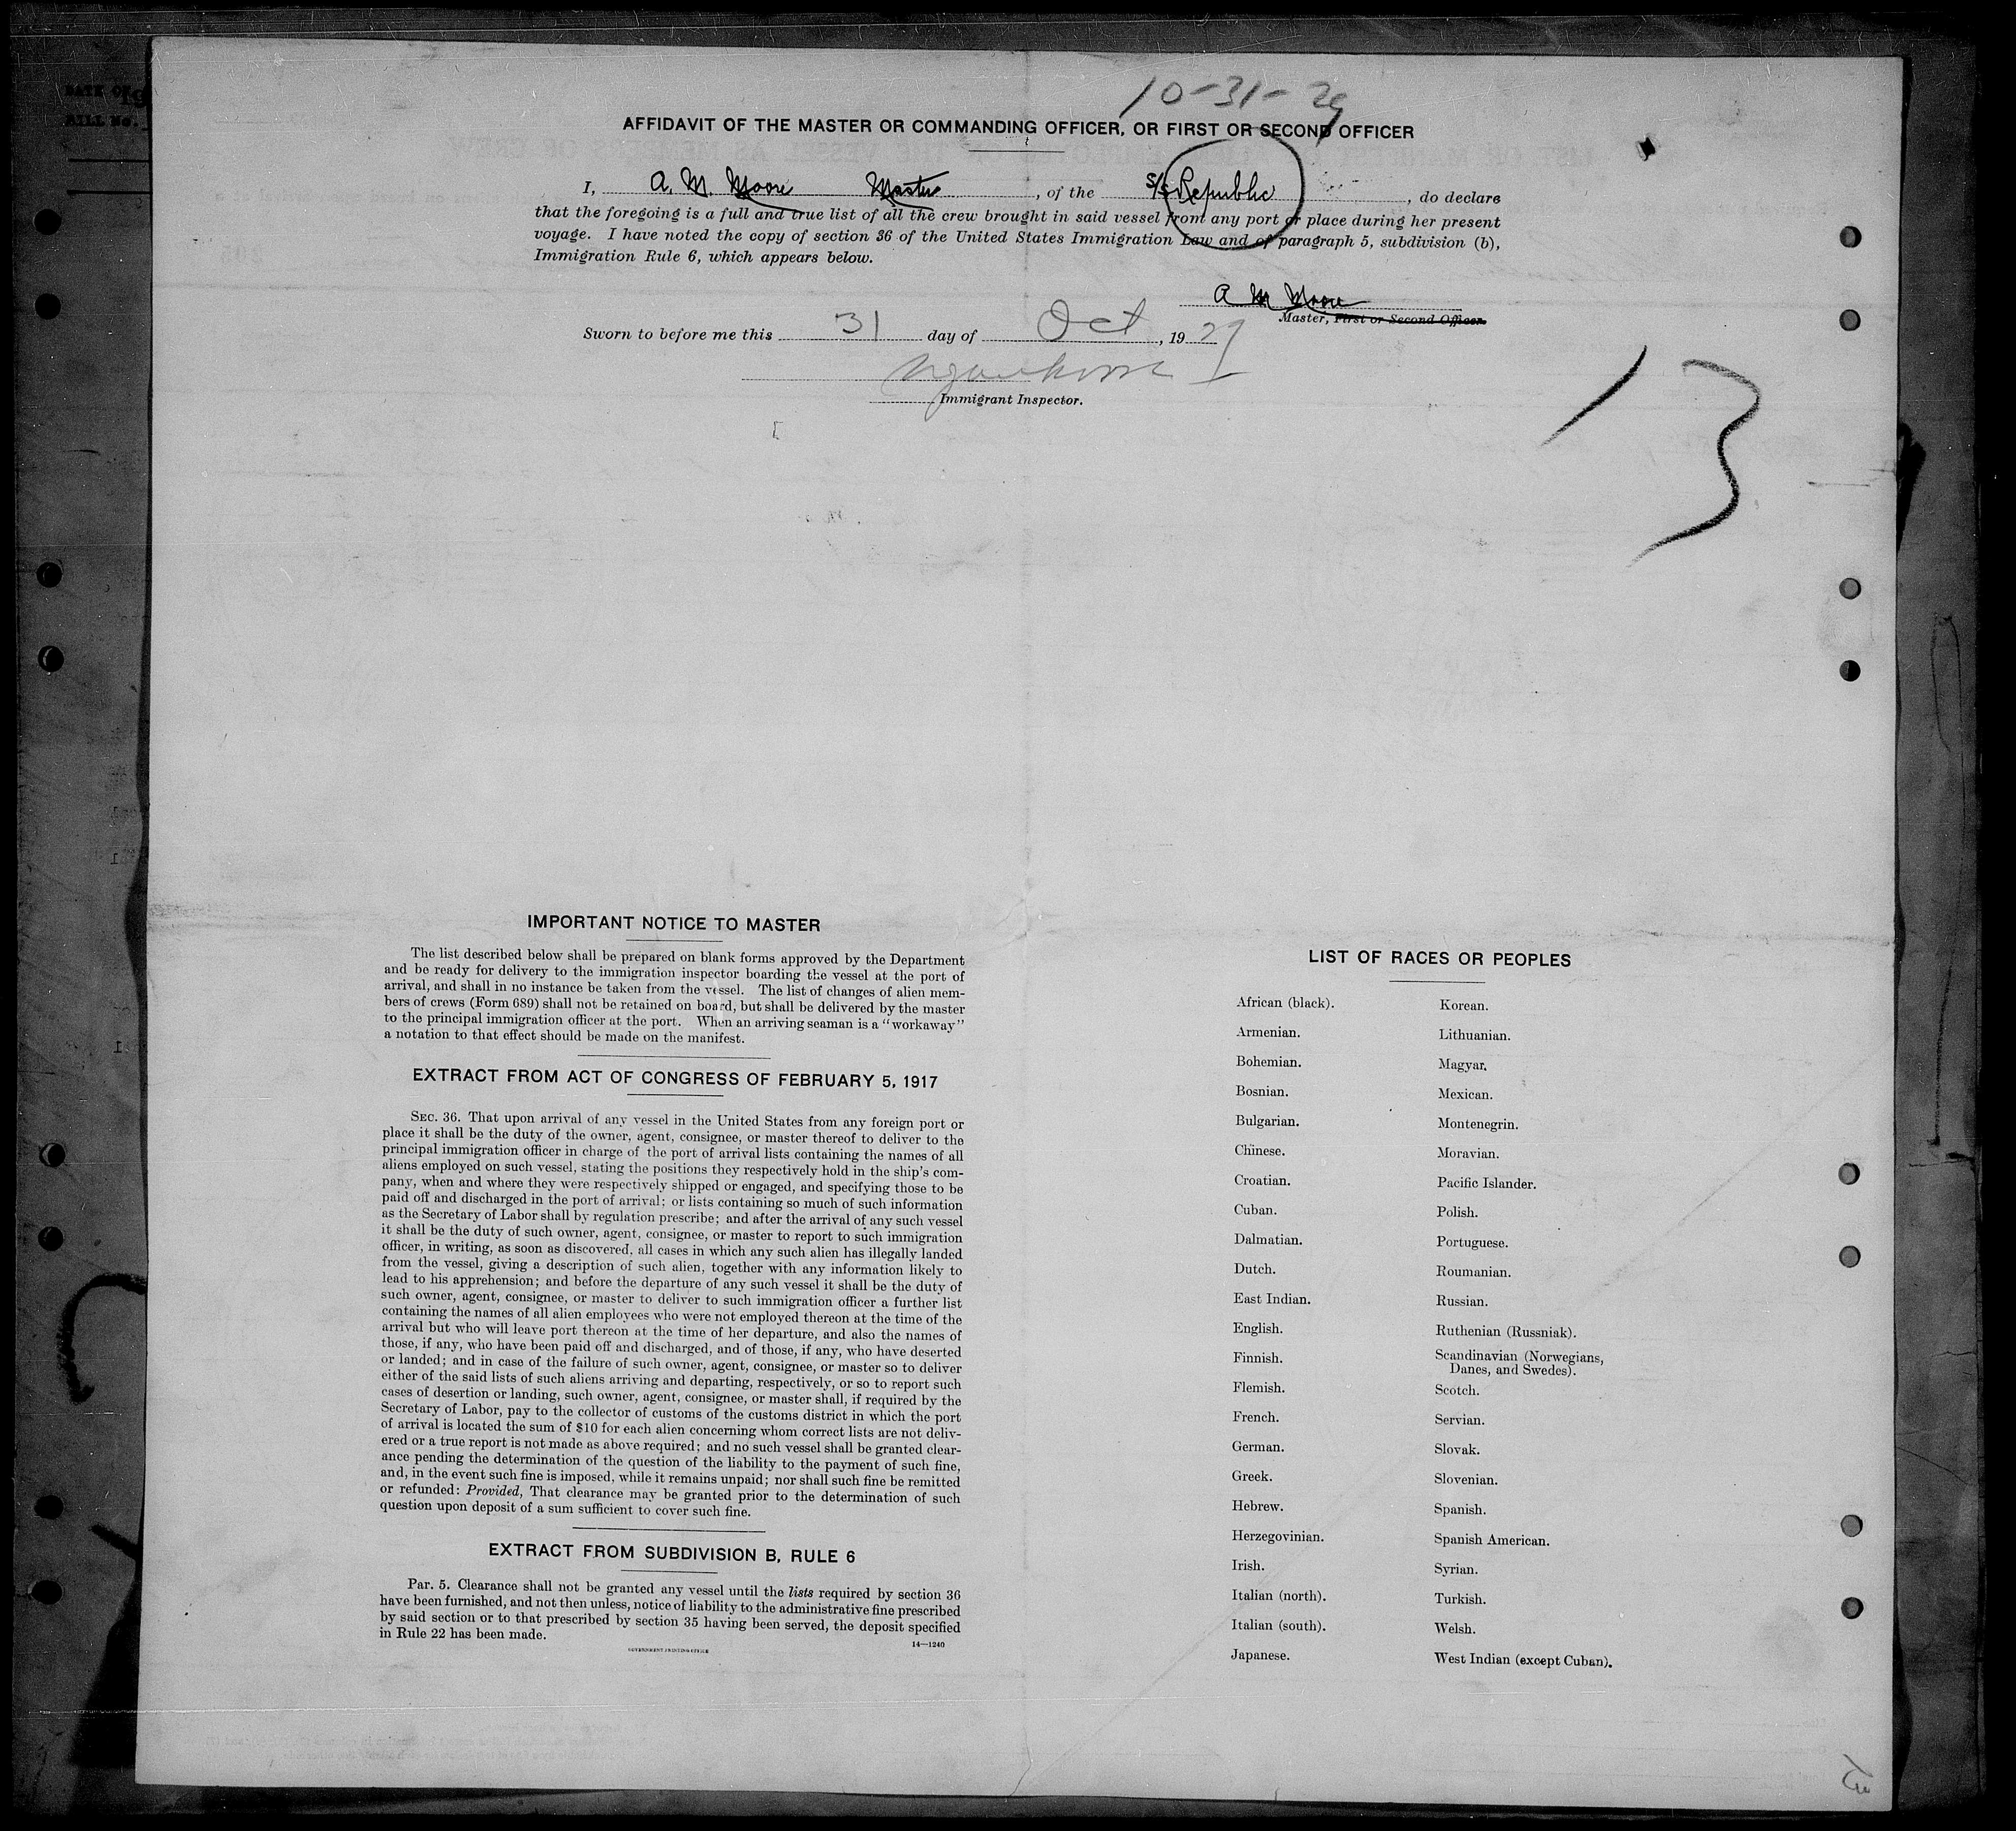 DATE OF
BILL No.
10-31-29
AFFIDAVIT OF THE MASTER OR COMMANDING OFFICER, OR FIRST OR SECOND OFFICER
I, A. M. Moore Master, of the S/S Republic, do declare
that the foregoing is a full and true list of all the crew brought in said vessel from any port or place during her present
voyage. I have noted the copy of section 36 of the United States Immigration Law and of paragraph 5, subdivision (b),
Immigration Rule 6, which appears below.
A M Moore
Master, First or Second Officer.
Sworn to before me this 31 day of Oct, 1929
Immigrant Inspector.
13
IMPORTANT NOTICE TO MASTER
The list described below shall be prepared on blank forms approved by the Department
and be ready for delivery to the immigration inspector boarding the vessel at the port of
arrival, and shall in no instance be taken from the vessel. The list of changes of alien mem-
bers of crews (Form 689) shall not be retained on board, but shall be delivered by the master
to the principal immigration officer at the port. When an arriving seaman is a "workaway"
a notation to that effect should be made on the manifest.
EXTRACT FROM ACT OF CONGRESS OF FEBRUARY 5, 1917
SEC. 36. That upon arrival of any vessel in the United States from any foreign port or
place it shall be the duty of the owner, agent, consignee, or master thereof to deliver to the
principal immigration officer in charge of the port of arrival lists containing the names of all
aliens employed on such vessel, stating the positions they respectively hold in the ship's com-
pany, when and where they were respectively shipped or engaged, and specifying those to be
paid off and discharged in the port of arrival; or lists containing so much of such information
as the Secretary of Labor shall by regulation prescribe; and after the arrival of any such vessel
it shall be the duty of such owner, agent, consignee, or master to report to such immigration
officer, in writing, as soon as discovered, all cases in which any such alien has illegally landed
from the vessel, giving a description of such alien, together with any information likely to
lead to his apprehension; and before the departure of any such vessel it shall be the duty of
such owner, agent, consignee, or master to deliver to such immigration officer a further list
containing the names of all alien employees who were not employed thereon at the time of the
arrival but who will leave port thereon at the time of her departure, and also the names of
those, if any, who have been paid off and discharged, and of those, if any, who have deserted
or landed; and in case of the failure of such owner, agent, consignee, or master so to deliver
either of the said lists of such aliens arriving and departing, respectively, or so to report such
cases of desertion or landing, such owner, agent, consignee, or master shall, if required by the
Secretary of Labor, pay to the collector of customs of the customs district in which the port
of arrival is located the sum of $10 for each alien concerning whom correct lists are not deliv-
ered or a true report is not made as above required; and no such vessel shall be granted clear-
ance pending the determination of the question of the liability to the payment of such fine,
and, in the event such fine is imposed, while it remains unpaid; nor shall such fine be remitted
or refunded: Provided, That clearance may be granted prior to the determination of such
question upon deposit of a sum sufficient to cover such fine.
EXTRACT FROM SUBDIVISION B, RULE 6
Par. 5. Clearance shall not be granted any vessel until the lists required by section 36
have been furnished, and not then unless, notice of liability to the administrative fine prescribed
by said section or to that prescribed by section 35 having been served, the deposit specified
in Rule 22 has been made.
GOVERNMENT PRINTING OFFICE 14—1240
LIST OF RACES OR PEOPLES
African (black).
Armenian.
Bohemian.
Bosnian.
Bulgarian.
Chinese.
Croatian.
Cuban.
Dalmatian.
Dutch.
East Indian.
English.
Finnish.
Flemish.
French.
German.
Greek.
Hebrew.
Herzegovinian.
Irish.
Italian (north).
Italian (south).
Japanese.
Korean.
Lithuanian.
Magyar.
Mexican.
Montenegrin.
Moravian.
Pacific Islander.
Polish.
Portuguese.
Roumanian.
Russian.
Ruthenian (Russniak).
Scandinavian (Norwegians,
Danes, and Swedes).
Scotch.
Servian.
Slovak.
Slovenian.
Spanish.
Spanish American.
Syrian.
Turkish.
Welsh.
West Indian (except Cuban).